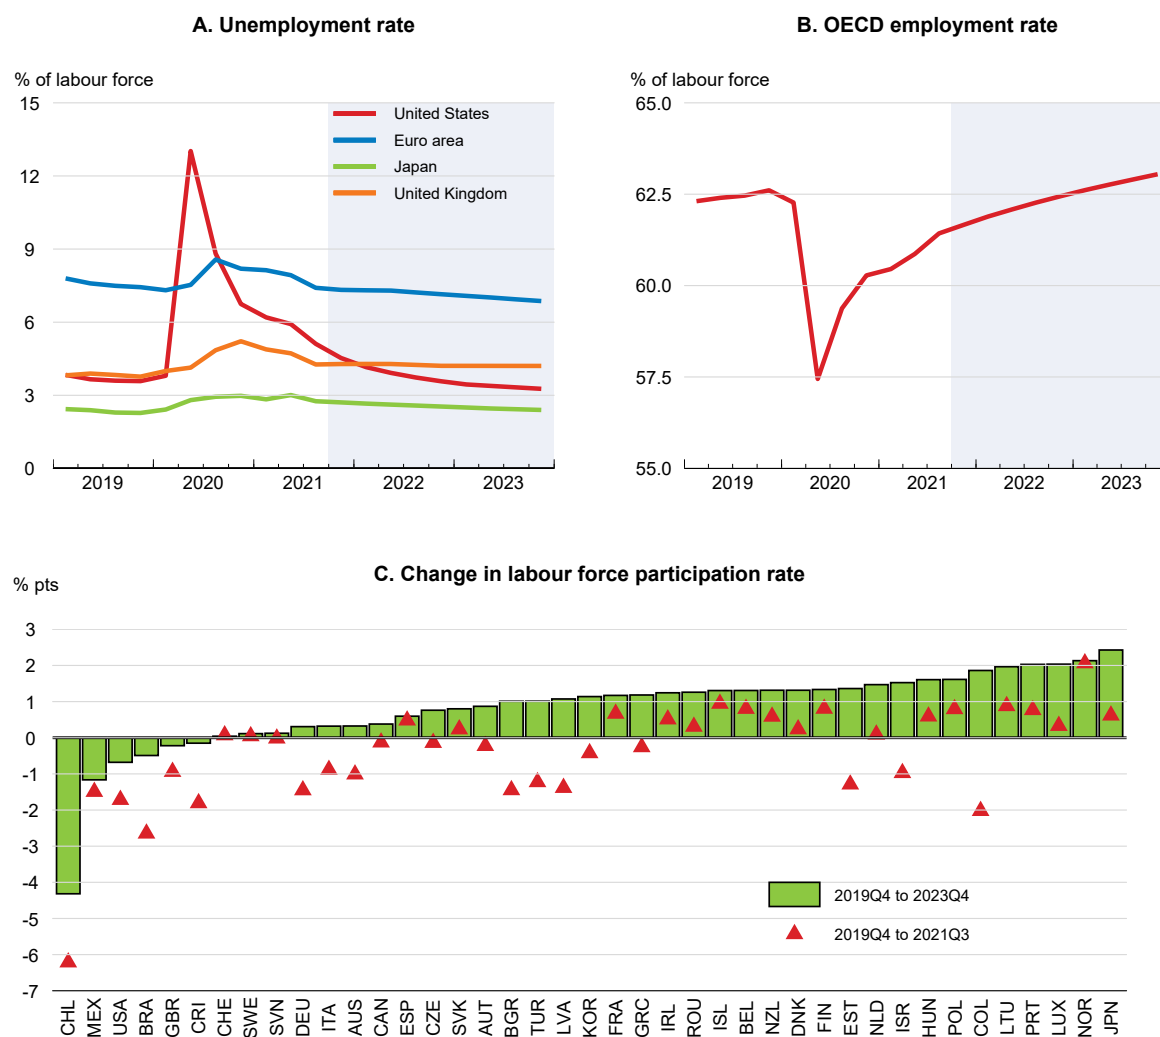 A. Unemployment rate
% of labour force
15
12
9
6
3
0
United States
Euro area
Japan
United Kingdom
2019 2020 2021 2022 2023
B. OECD employment rate
% of labour force
65.0
62.5
60.0
57.5
55.0
2019 2020 2021 2022 2023
C. Change in labour force participation rate
% pts
3
2
1
0
-1
-2
-3
-4
-5
-6
-7
2019Q4 to 2023Q4
2019Q4 to 2021Q3
CHL MEX USA BRA GBR CRI CHE SWE SVN DEU ITA AUS CAN ESP CZE SVK AUT BGR TUR LVA KOR FRA GRC IRL ROU ISL BEL NZL DNK FIN EST NLD ISR HUN POL COL LTU PRT LUX NOR JPN